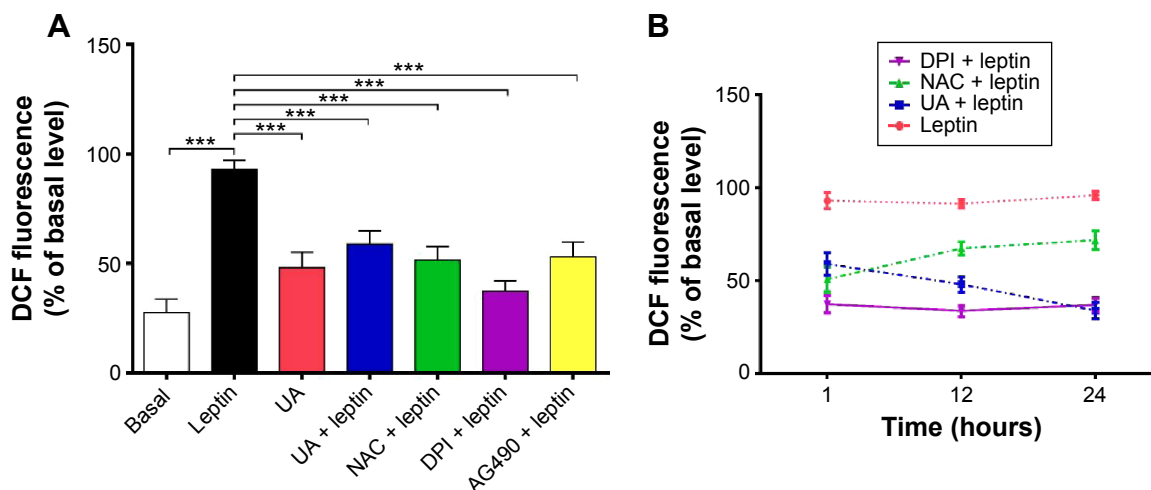 A
DCF fluorescence
(% of basal level)
150
100
50
0
***
***
***
***
***
***
Basal
Leptin
UA
UA + leptin
NAC + leptin
DPI + leptin
AG490 + leptin
B
DPI + leptin
NAC + leptin
UA + leptin
Leptin
DCF fluorescence
(% of basal level)
150
100
50
0
1 12 24
Time (hours)